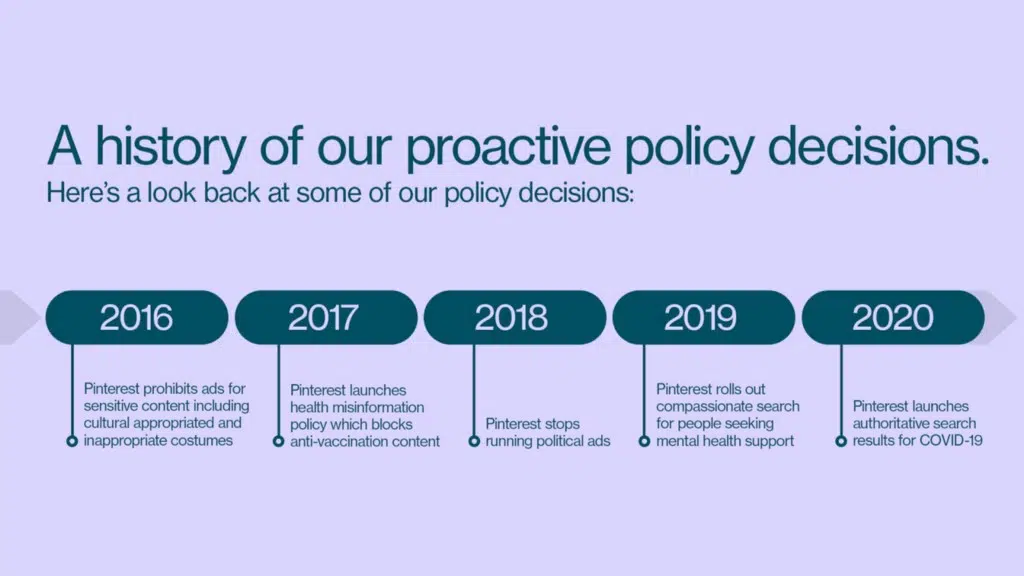 A history of our proactive policy decisions.
Here's a look back at some of our policy decisions:
2016
Pinterest prohibits ads for
sensitive content including
cultural appropriated and
inappropriate costumes
2017
Pinterest launches
health misinformation
policy which blocks
anti-vaccination content
2018
Pinterest stops
running political ads
2019
Pinterest rolls out
compassionate search
for people seeking
mental health support
2020
Pinterest launches
authoritative search
results for COVID-19